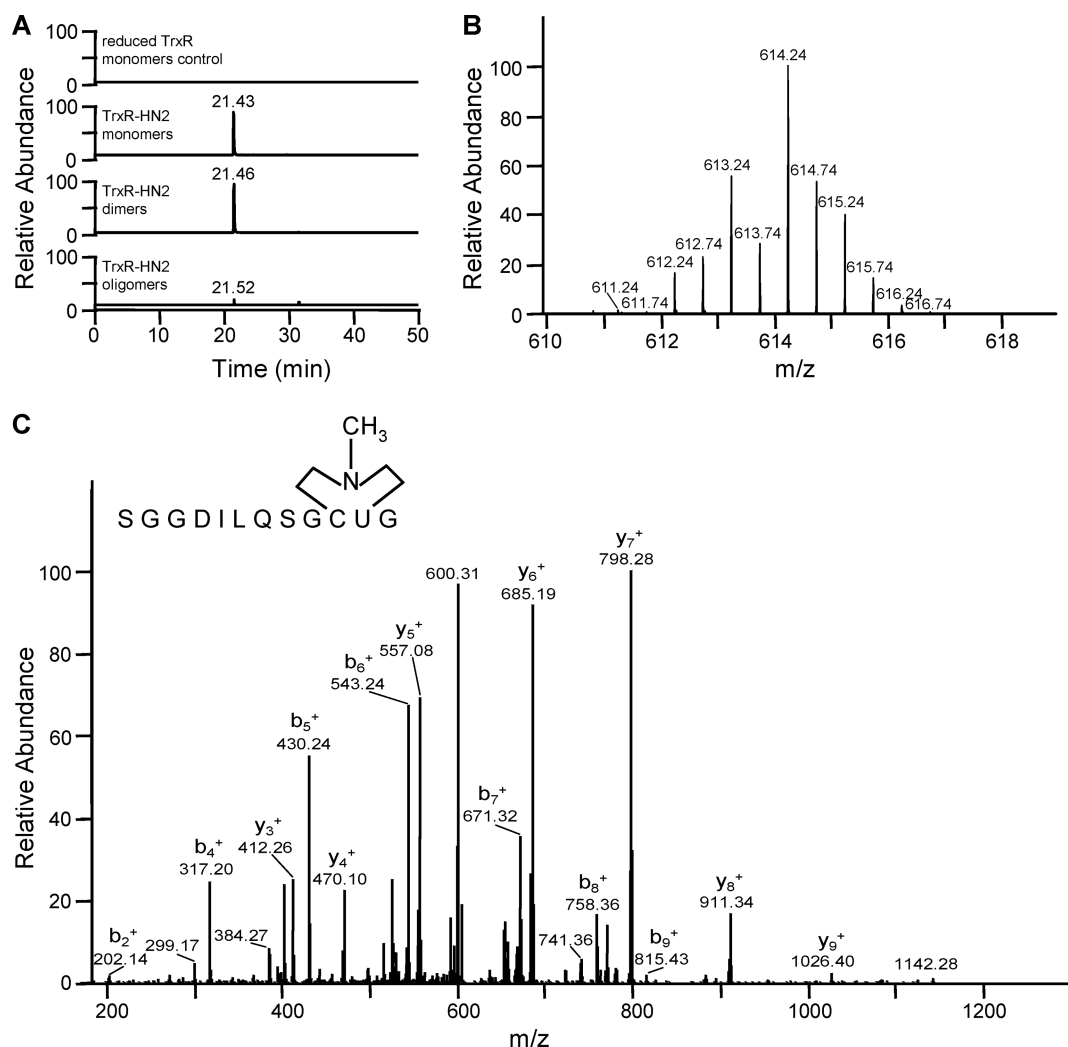 A
Relative Abundance
100
0
reduced TrxR
monomers control
100
0
21.43
TrxR-HN2
monomers
100
0
21.46
TrxR-HN2
dimers
100
0
TrxR-HN2
oligomers
21.52
0 10 20 30 40 50
Time (min)
B
Relative Abundance
100
80
60
40
20
0
611.24
611.74
612.24
612.74
613.24
613.74
614.24
614.74
615.24
615.74
616.24
616.74
610 612 614 616 618
m/z
C
CH3
N
S G G D I L Q S G C U G
Relative Abundance
100
80
60
40
20
0
b2+
202.14
299.17
b4+
317.20
384.27
y3+
412.26
b5+
430.24
y4+
470.10
b6+
543.24
y5+
557.08
600.31
b7+
671.32
y6+
685.19
741.36
b8+
758.36
y7+
798.28
b9+
815.43
y8+
911.34
y9+
1026.40
1142.28
200 400 600 800 1000 1200
m/z